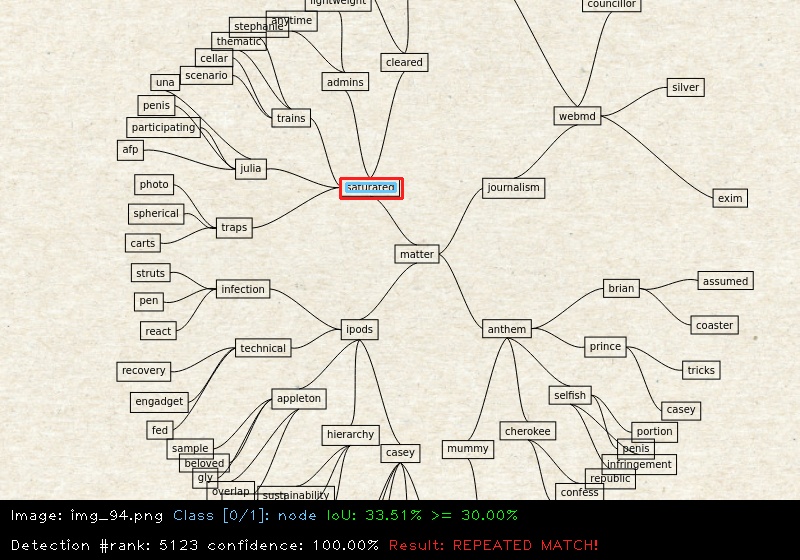 lightweight
councillor
anytime
stephanie
thematic
cleared
cellar
scenario
admins
una
silver
penis
trains
webmd
participating
afp
julia
photo
saturated
journalism
exim
spherical
traps
carts
matter
struts
infection
brian
assumed
pen
react
ipods
anthem
coaster
technical
prince
recovery
tricks
engadget
appleton
selfish
casey
fed
hierarchy
cherokee
portion
sample
casey
mummy
penis
beloved
infringement
gly
republic
overlap
sustainability
confess
Image: img_94.png Class [0/1]: node IoU: 33.51% >= 30.00%
Detection #rank: 5123 confidence: 100.00% Result: REPEATED MATCH!